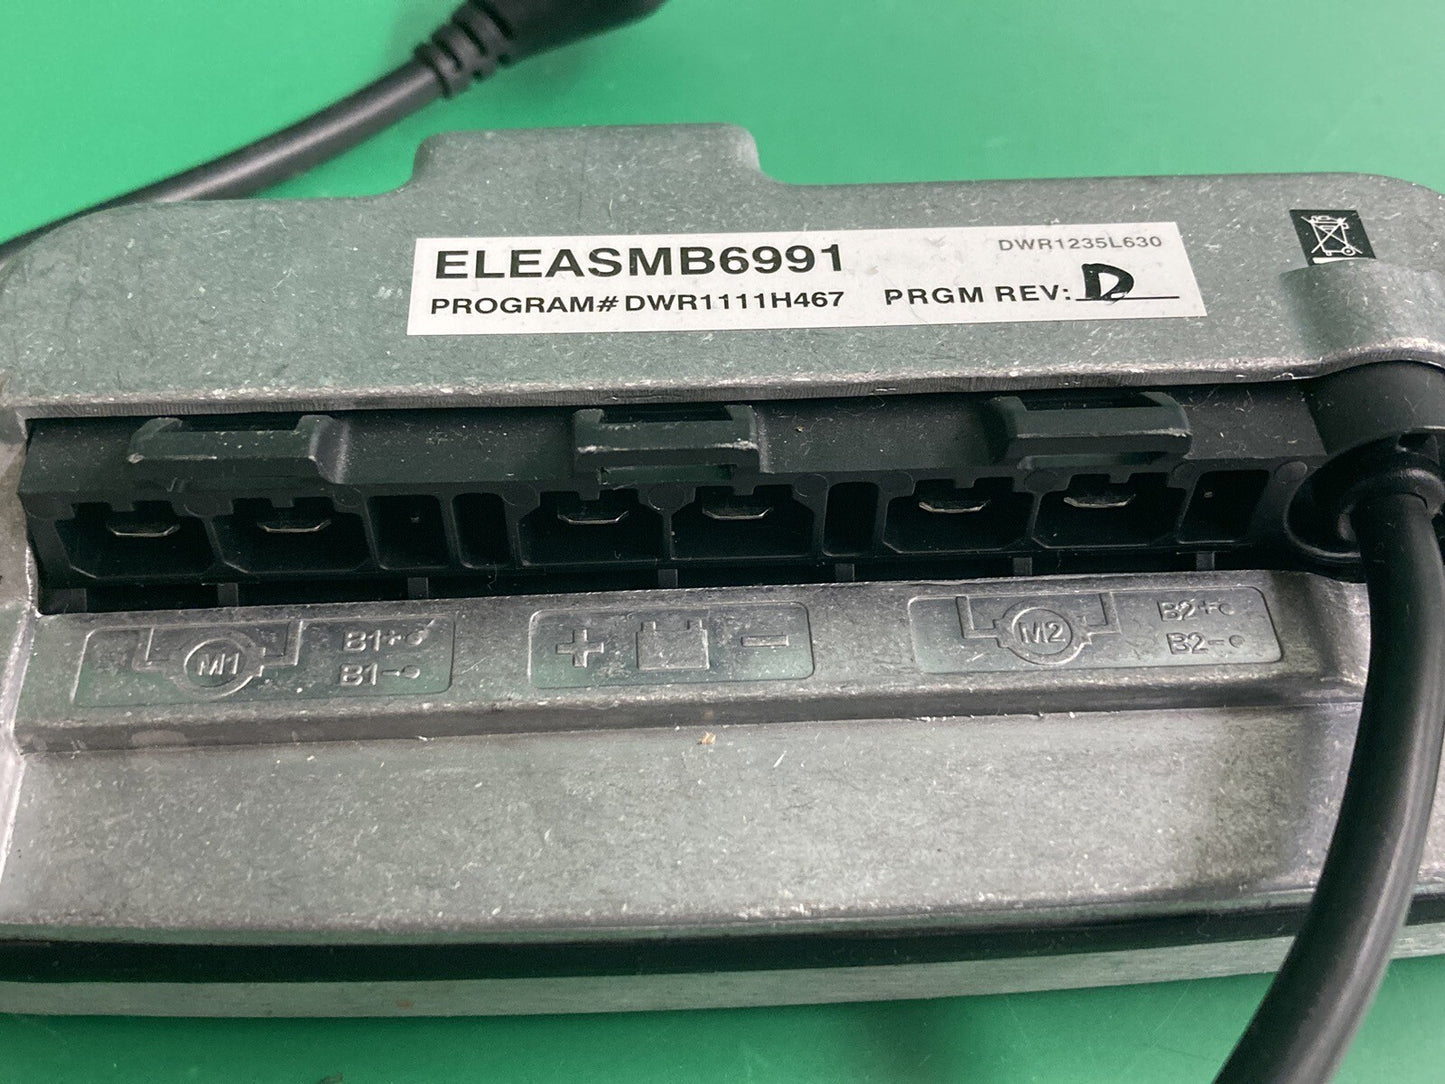 ELEASMB6991 DWR1235L630
PROGRAM# DWR1111H467 PRGM REV: D
M1 B1+
B1-
+ -
M2 B2+
B2-